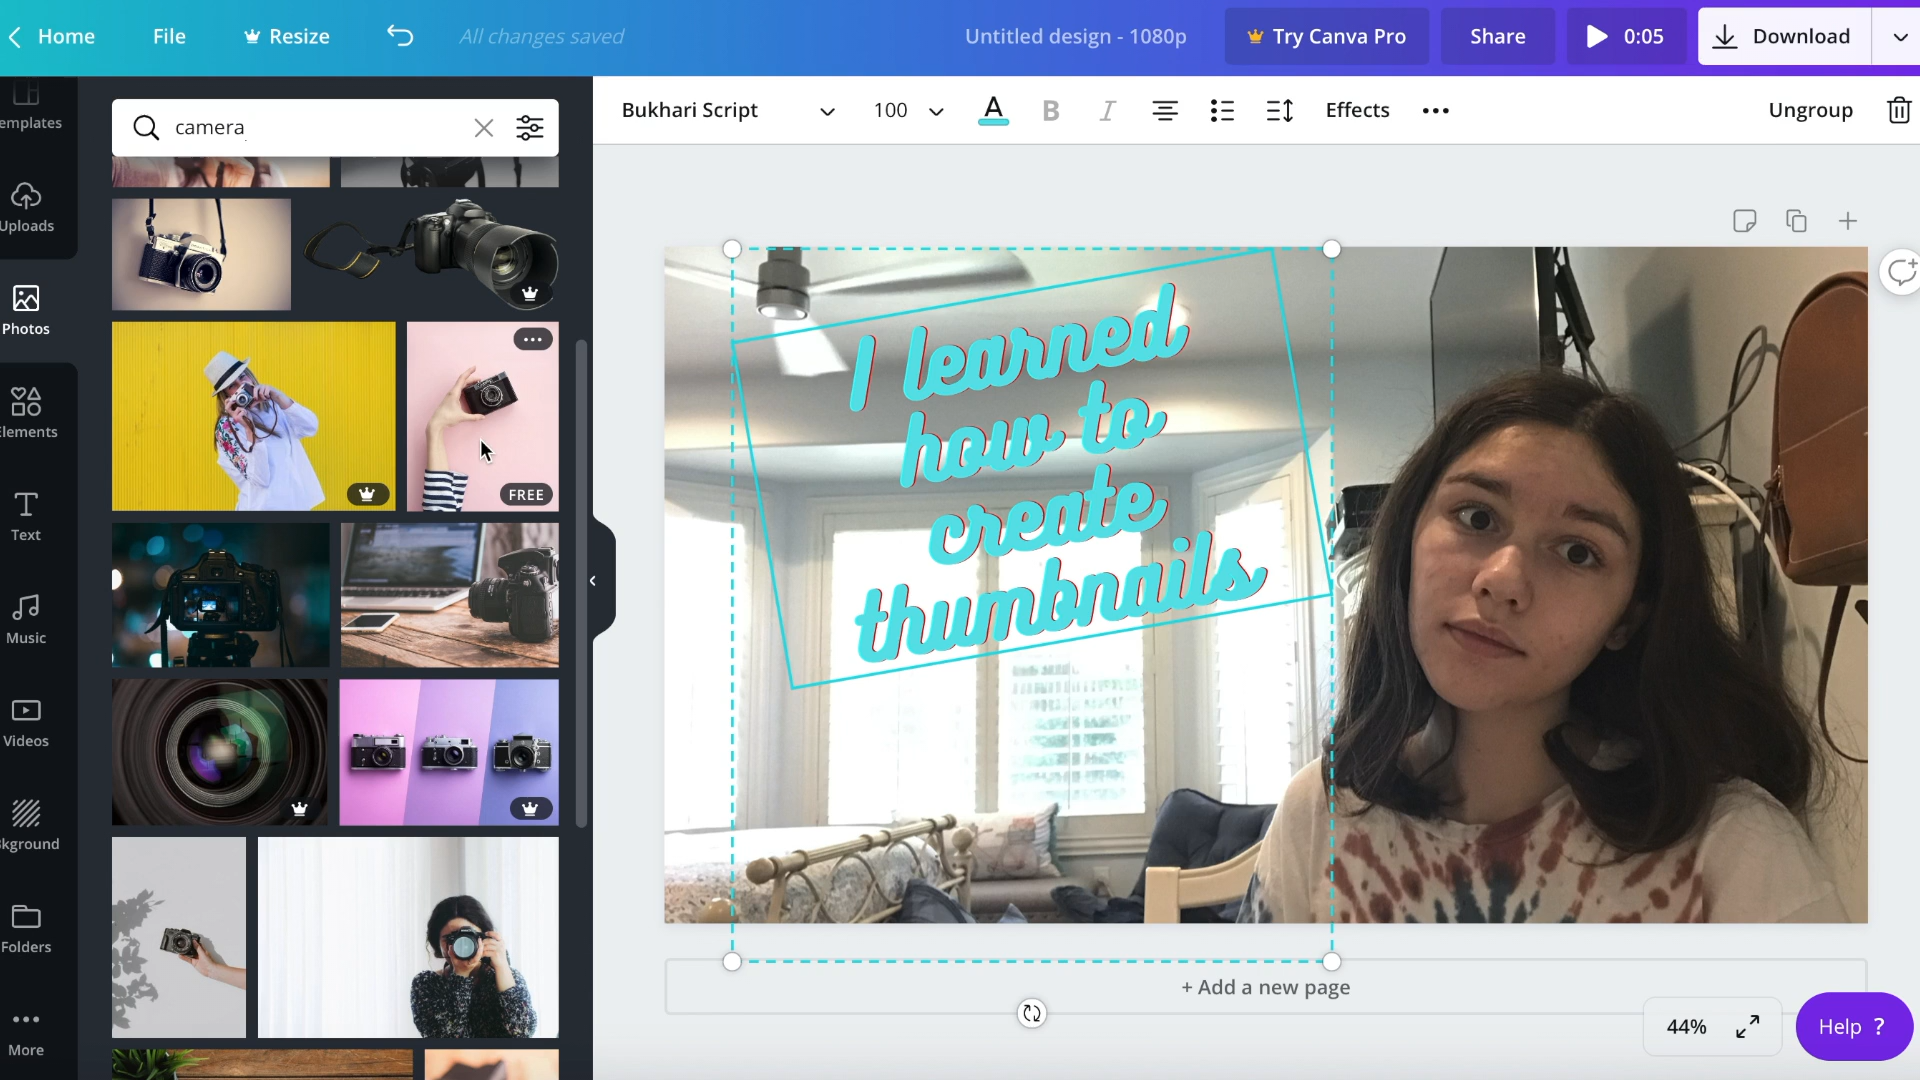 Home File Resize All changes saved Untitled design - 1080p Try Canva Pro Share 0:05 Download
emplates
Uploads
Photos
Elements
Text
Music
Videos
kground
Folders
More
camera
FREE
Bukhari Script 100 A B I Effects Ungroup
I learned
how to
create
thumbnails
+ Add a new page
44%
Help ?